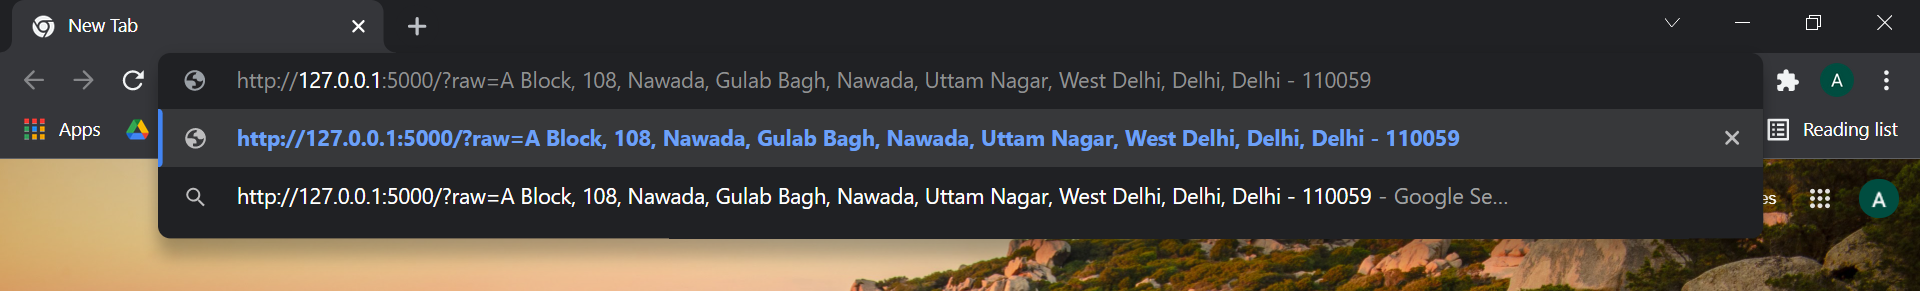 New Tab
http://127.0.0.1:5000/?raw=A Block, 108, Nawada, Gulab Bagh, Nawada, Uttam Nagar, West Delhi, Delhi, Delhi - 110059
A
Apps
http://127.0.0.1:5000/?raw=A Block, 108, Nawada, Gulab Bagh, Nawada, Uttam Nagar, West Delhi, Delhi, Delhi - 110059
Reading list
http://127.0.0.1:5000/?raw=A Block, 108, Nawada, Gulab Bagh, Nawada, Uttam Nagar, West Delhi, Delhi, Delhi - 110059 - Google Se...
A